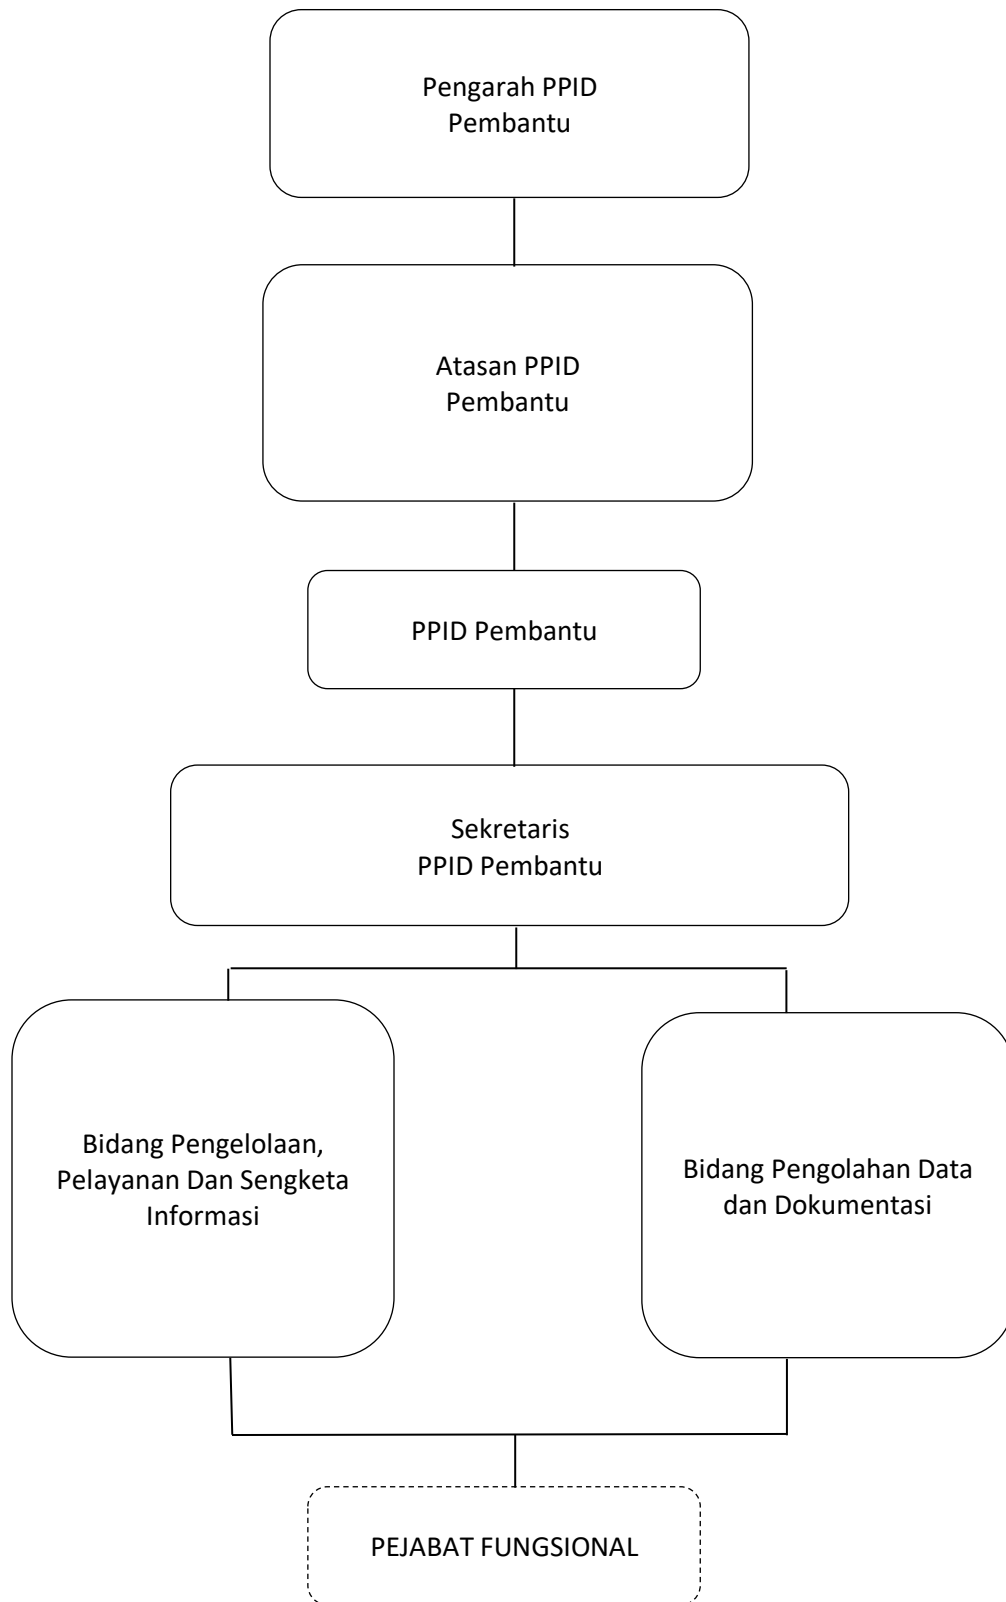 Pengarah PPID
Pembantu
Atasan PPID
Pembantu
PPID Pembantu
Sekretaris
PPID Pembantu
Bidang Pengelolaan,
Pelayanan Dan Sengketa
Informasi
Bidang Pengolahan Data
dan Dokumentasi
PEJABAT FUNGSIONAL